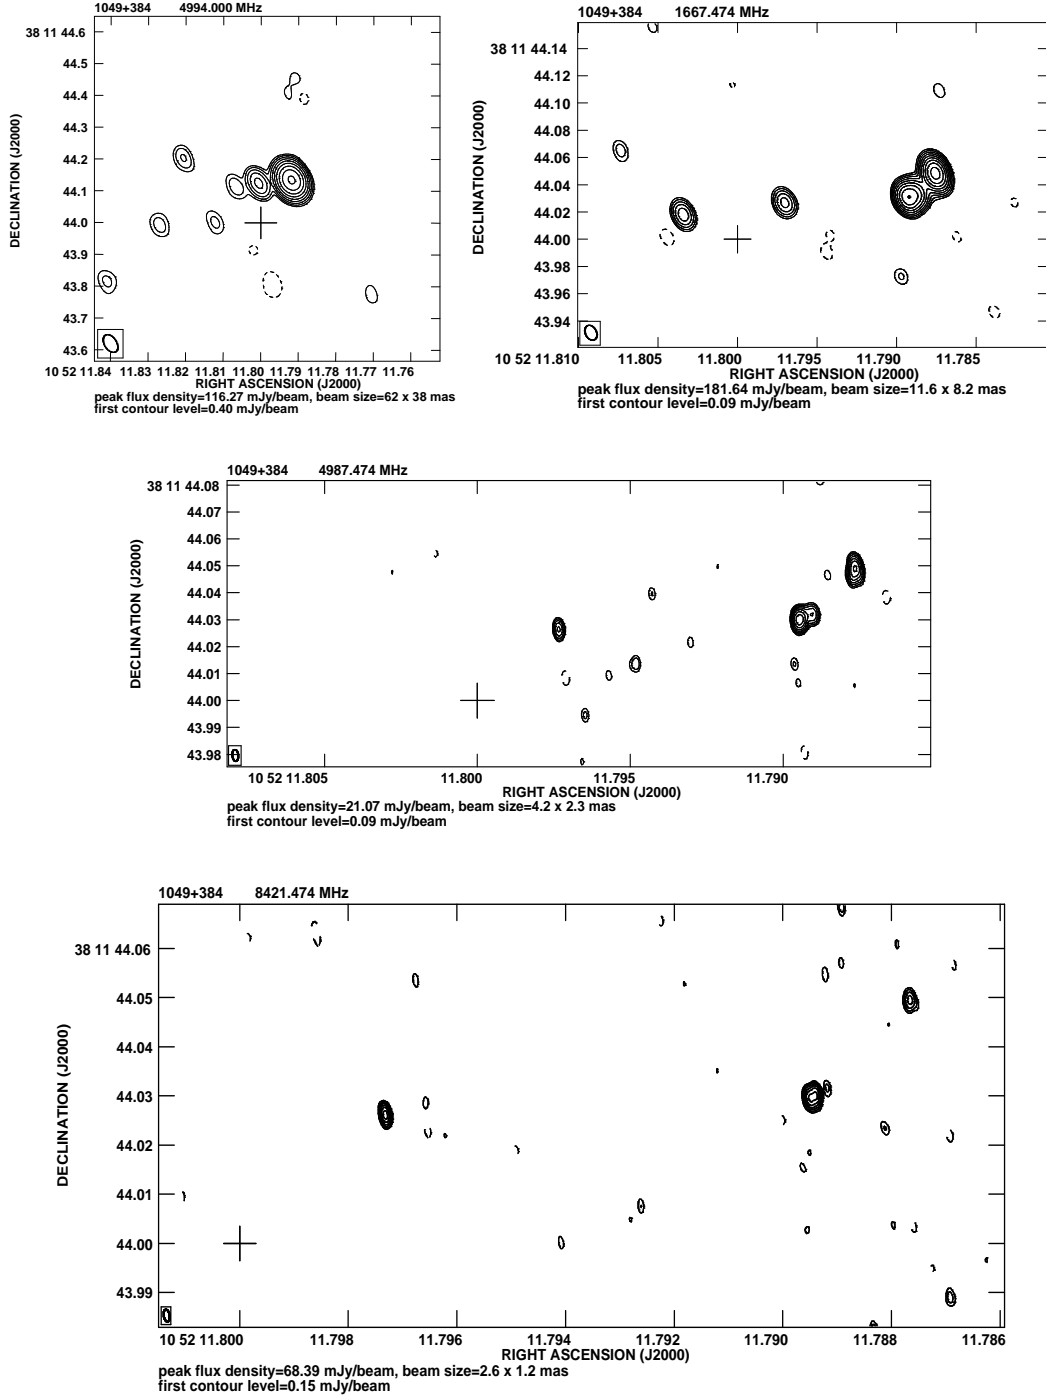 1049+384 4994.000 MHz
38 11 44.6
44.5
44.4
44.3
44.2
44.1
44.0
43.9
43.8
43.7
43.6
DECLINATION (J2000)
10 52 11.84 11.83 11.82 11.81 11.80 11.79 11.78 11.77 11.76
RIGHT ASCENSION (J2000)
peak flux density=116.27 mJy/beam, beam size=62 x 38 mas
first contour level=0.40 mJy/beam
1049+384 1667.474 MHz
38 11 44.14
44.12
44.10
44.08
44.06
44.04
44.02
44.00
43.98
43.96
43.94
DECLINATION (J2000)
10 52 11.810 11.805 11.800 11.795 11.790 11.785
RIGHT ASCENSION (J2000)
peak flux density=181.64 mJy/beam, beam size=11.6 x 8.2 mas
first contour level=0.09 mJy/beam
1049+384 4987.474 MHz
38 11 44.08
44.07
44.06
44.05
44.04
44.03
44.02
44.01
44.00
43.99
43.98
DECLINATION (J2000)
10 52 11.805 11.800 11.795 11.790
RIGHT ASCENSION (J2000)
peak flux density=21.07 mJy/beam, beam size=4.2 x 2.3 mas
first contour level=0.09 mJy/beam
1049+384 8421.474 MHz
38 11 44.06
44.05
44.04
44.03
44.02
44.01
44.00
43.99
DECLINATION (J2000)
10 52 11.800 11.798 11.796 11.794 11.792 11.790 11.788 11.786
RIGHT ASCENSION (J2000)
peak flux density=68.39 mJy/beam, beam size=2.6 x 1.2 mas
first contour level=0.15 mJy/beam